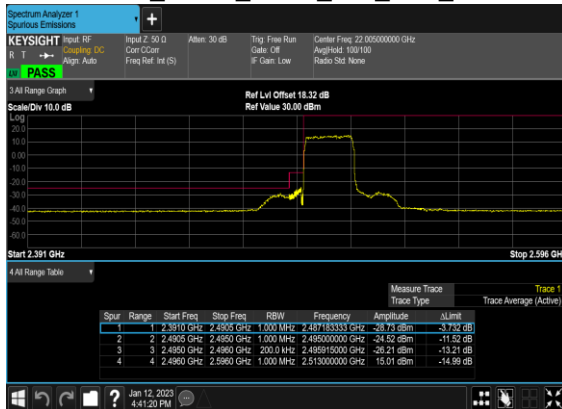 Spectrum Analyzer 1
Spurious Emissions
+
KEYSIGHT Input: RF Input Z: 50 Ω Atten: 30 dB Trig: Free Run Center Freq: 22.005000000 GHz
R T Coupling: DC Corr CCorr Gate: Off Avg|Hold: 100/100
Align: Auto Freq Ref: Int (S) IF Gain: Low Radio Std: None
PASS
3 All Range Graph
Ref Lvl Offset 18.32 dB
Scale/Div 10.0 dB Ref Value 30.00 dBm
Log
20.0
10.0
0.00
-10.0
-20.0
-30.0
-40.0
-50.0
-60.0
Start 2.391 GHz Stop 2.596 GHz
4 All Range Table
Measure Trace Trace 1
Trace Type Trace Average (Active)
Spur Range Start Freq Stop Freq RBW Frequency Amplitude ΔLimit
1 1 2.3910 GHz 2.4905 GHz 1.000 MHz 2.487183333 GHz -28.73 dBm -3.732 dB
2 2 2.4905 GHz 2.4950 GHz 1.000 MHz 2.495000000 GHz -24.52 dBm -11.52 dB
3 3 2.4950 GHz 2.4960 GHz 200.0 kHz 2.495915000 GHz -26.21 dBm -13.21 dB
4 4 2.4960 GHz 2.5960 GHz 1.000 MHz 2.513000000 GHz 15.01 dBm -14.99 dB
? Jan 12, 2023
4:41:20 PM